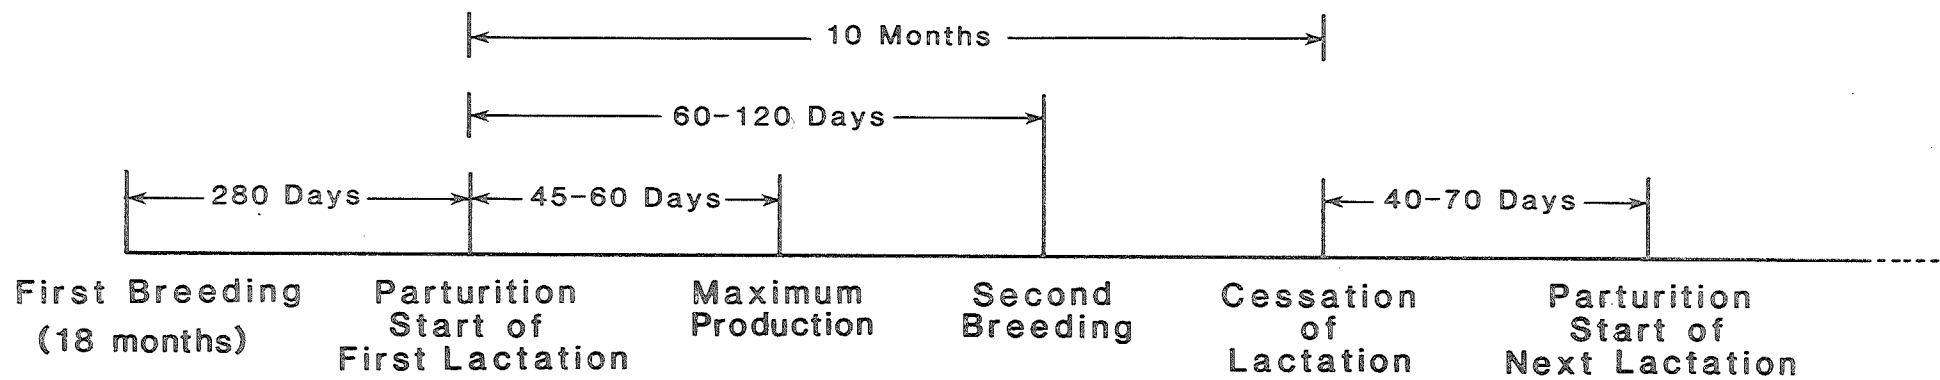 10 Months
60-120 Days
280 Days
45-60 Days
40-70 Days
First Breeding
(18 months)
Parturition
Start of
First Lactation
Maximum
Production
Second
Breeding
Cessation
of
Lactation
Parturition
Start of
Next Lactation